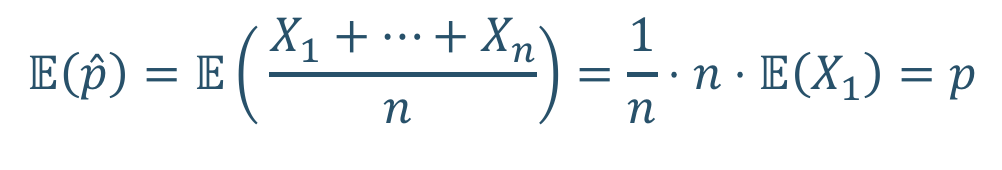 𝔼(p̂) = 𝔼((X₁ + ⋯ + Xₙ)/n) = 1/n · n · 𝔼(X₁) = p